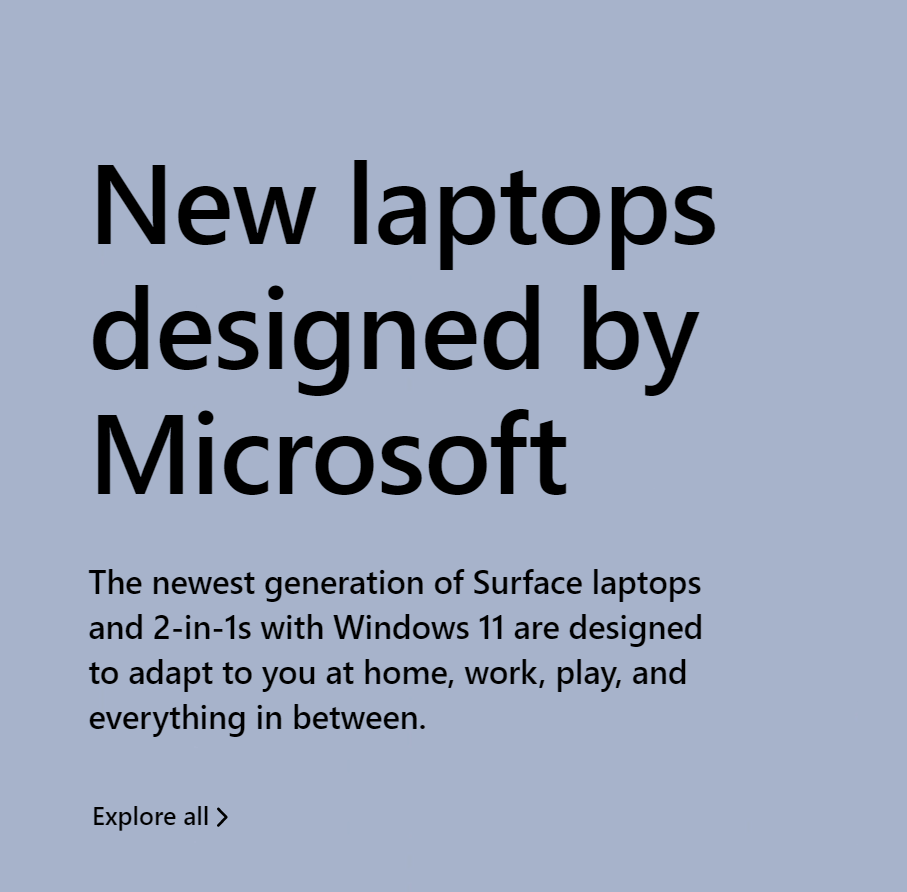 New laptops
designed by
Microsoft
The newest generation of Surface laptops
and 2-in-1s with Windows 11 are designed
to adapt to you at home, work, play, and
everything in between.
Explore all